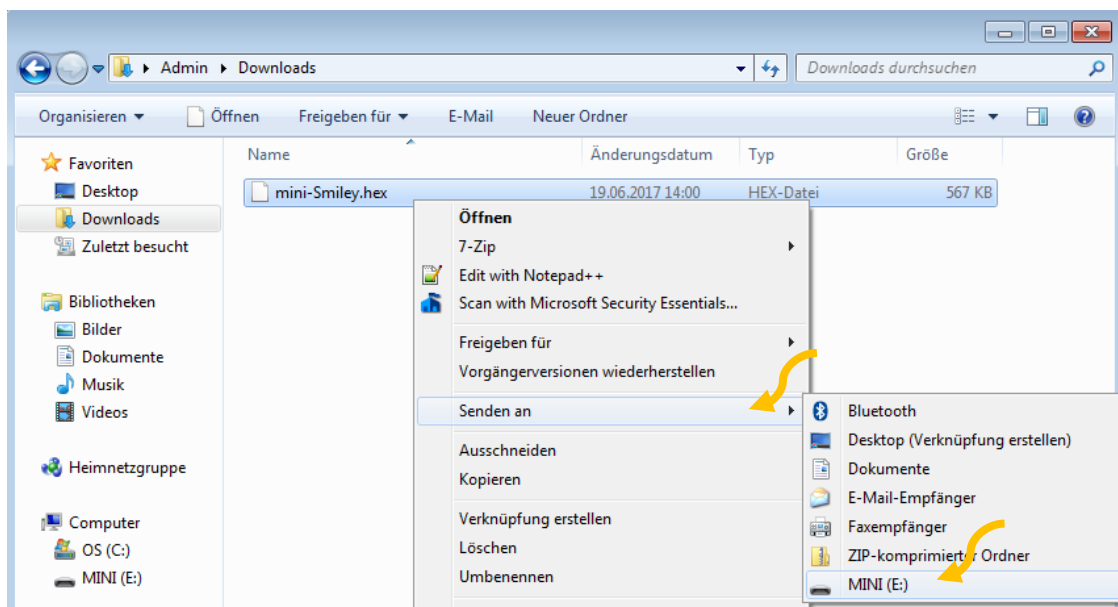 Admin Downloads
Downloads durchsuchen
Organisieren Öffnen Freigeben für E-Mail Neuer Ordner
Favoriten
Desktop
Downloads
Zuletzt besucht
Bibliotheken
Bilder
Dokumente
Musik
Videos
Heimnetzgruppe
Computer
OS (C:)
MINI (E:)
Name Änderungsdatum Typ Größe
mini-Smiley.hex 19.06.2017 14:00 HEX-Datei 567 KB
Öffnen
7-Zip
Edit with Notepad++
Scan with Microsoft Security Essentials...
Freigeben für
Vorgängerversionen wiederherstellen
Senden an
Ausschneiden
Kopieren
Verknüpfung erstellen
Löschen
Umbenennen
Bluetooth
Desktop (Verknüpfung erstellen)
Dokumente
E-Mail-Empfänger
Faxempfänger
ZIP-komprimierter Ordner
MINI (E:)